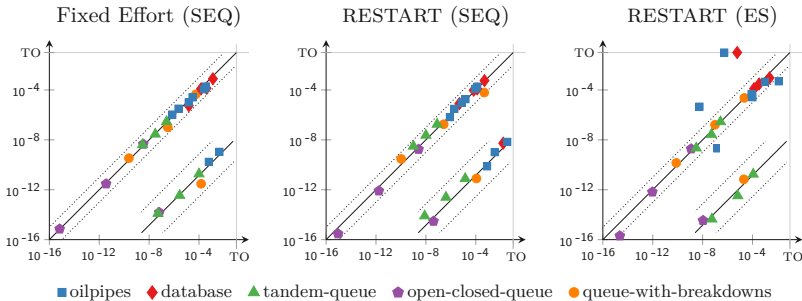 Fixed Effort (SEQ) RESTART (SEQ) RESTART (ES)
TO TO TO
10⁻⁴ 10⁻⁴ 10⁻⁴
10⁻⁸ 10⁻⁸ 10⁻⁸
10⁻¹² 10⁻¹² 10⁻¹²
10⁻¹⁶ 10⁻¹⁶ 10⁻¹⁶
10⁻¹⁶ 10⁻¹² 10⁻⁸ 10⁻⁴ TO 10⁻¹⁶ 10⁻¹² 10⁻⁸ 10⁻⁴ TO 10⁻¹⁶ 10⁻¹² 10⁻⁸ 10⁻⁴ TO
oilpipes database tandem-queue open-closed-queue queue-with-breakdowns